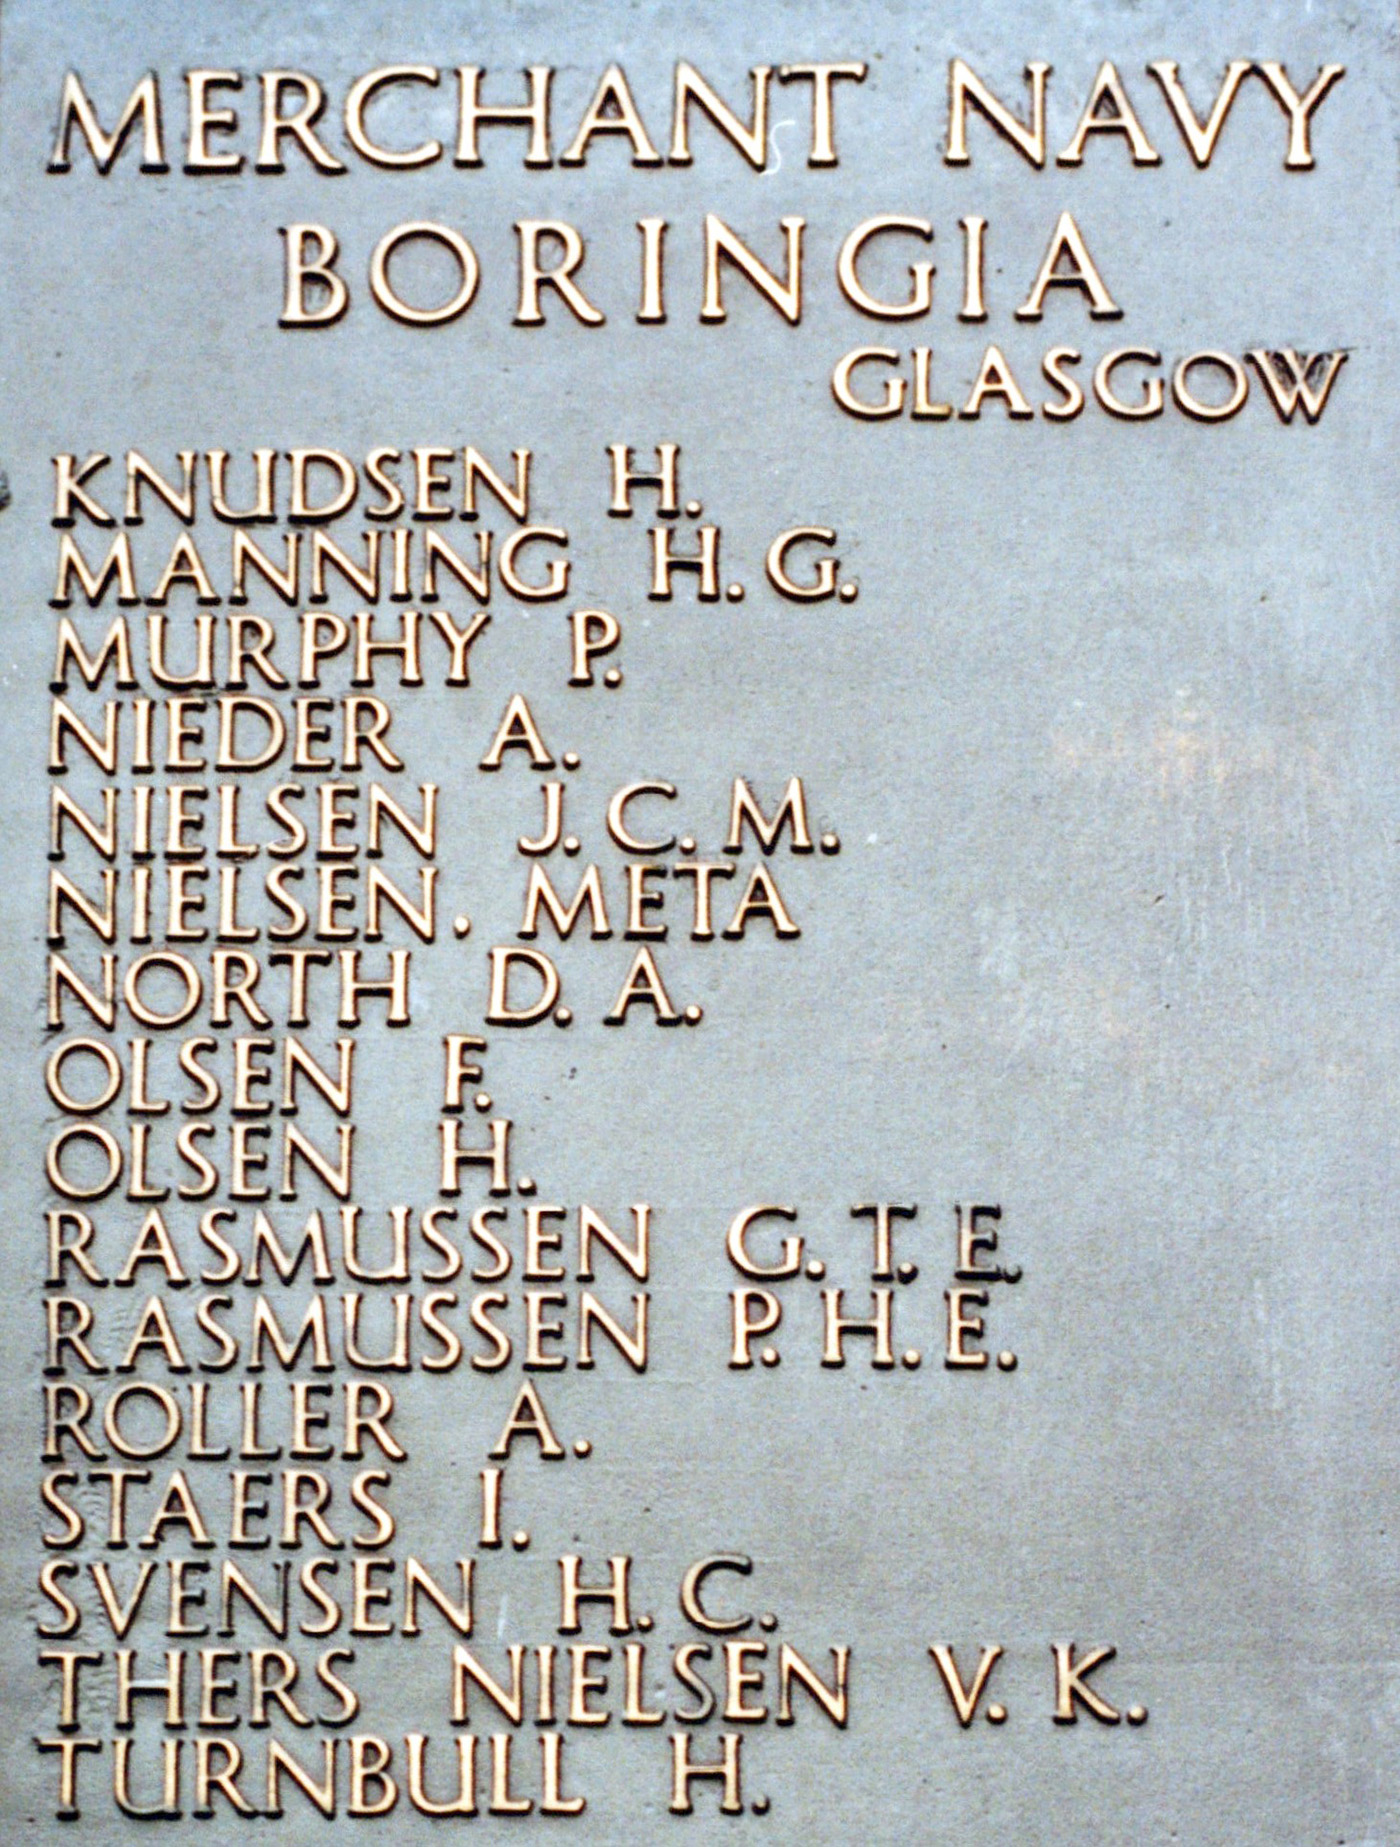 MERCHANT NAVY
BORINGIA
GLASGOW
KNUDSEN H.
MANNING H. G.
MURPHY P.
NIEDER A.
NIELSEN J. C. M.
NIELSEN. META
NORTH D. A.
OLSEN F.
OLSEN H.
RASMUSSEN G. T. E.
RASMUSSEN P. H. E.
ROLLER A.
STAERS I.
SVENSEN H. C.
THERS NIELSEN V. K.
TURNBULL H.